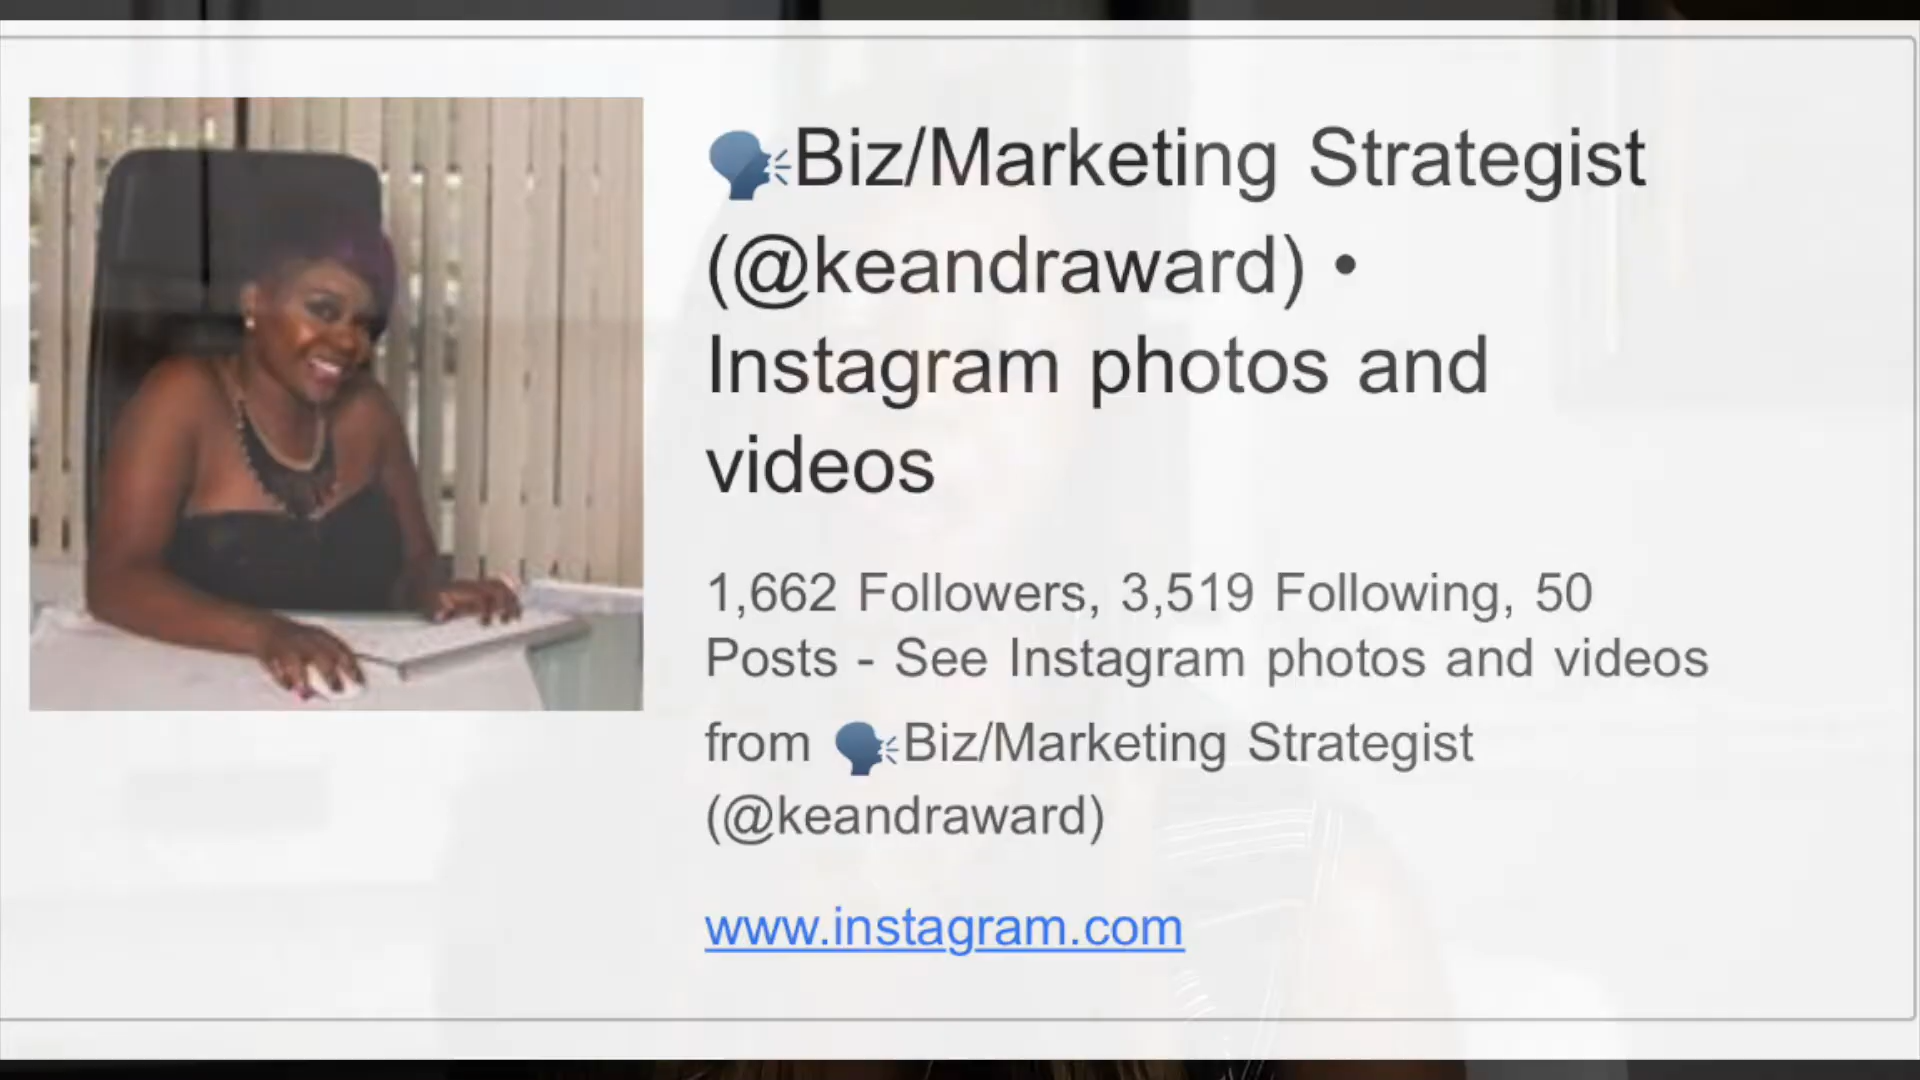 🗣Biz/Marketing Strategist
(@keandraward) •
Instagram photos and
videos
1,662 Followers, 3,519 Following, 50
Posts - See Instagram photos and videos
from 🗣Biz/Marketing Strategist
(@keandraward)
www.instagram.com